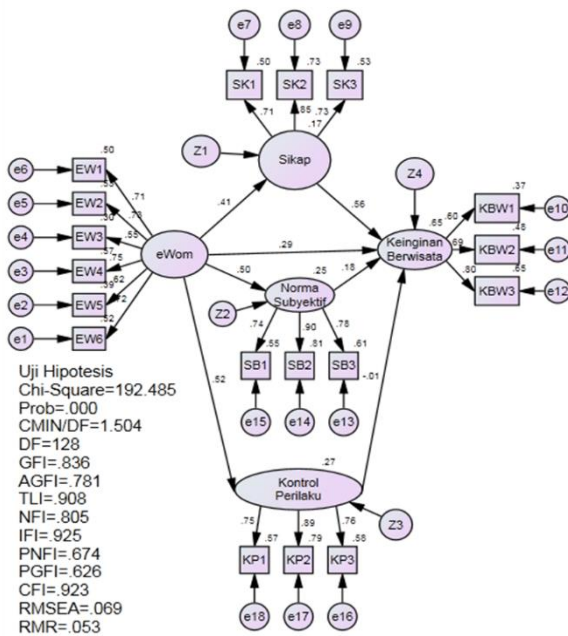 e7 e8 e9
.50 .73 .53
SK1 SK2 SK3
.71 .85 .73
.17
Z1
Sikap
Z4
.50
e6 EW1
e5 EW2
e4 EW3
e3 EW4
e2 EW5
e1 EW6
.71
.73
.55
.57 .75
.62
.52
eWom
.41
.56
.29
.50
.52
.65
Keinginan
Berwisata
.60 KBW1 .37 e10
.69 KBW2 .48 e11
.80 KBW3 .65 e12
.25
.18
Norma
Subyektif
Z2
.74 .90 .78
.55 .81 .61
SB1 SB2 SB3
-.01
e15 e14 e13
.27
Kontrol
Perilaku
Z3
.75 .89 .76
.57 .79 .58
KP1 KP2 KP3
e18 e17 e16
Uji Hipotesis
Chi-Square=192.485
Prob=.000
CMIN/DF=1.504
DF=128
GFI=.836
AGFI=.781
TLI=.908
NFI=.805
IFI=.925
PNFI=.674
PGFI=.626
CFI=.923
RMSEA=.069
RMR=.053